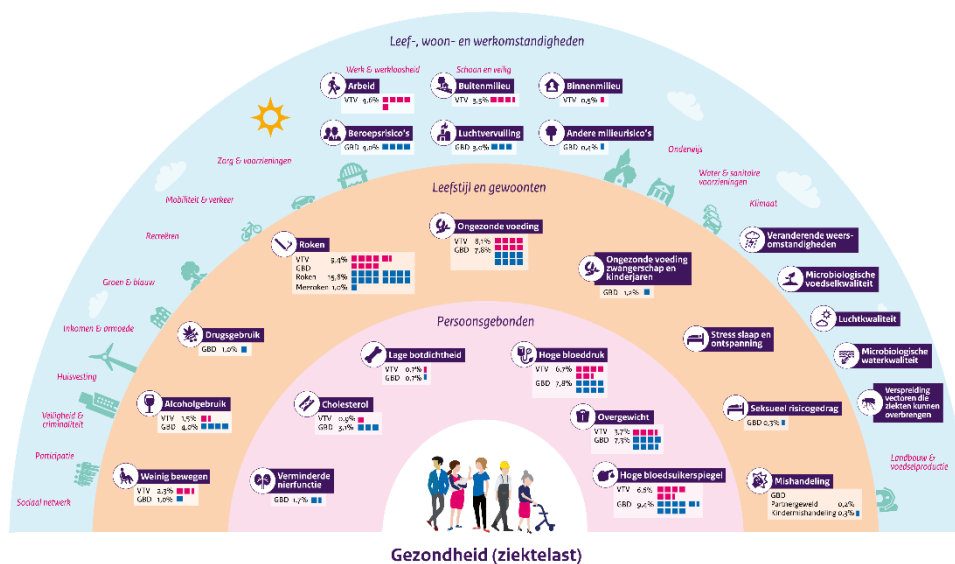 Leef-, woon- en werkomstandigheden
Werk & werkloosheid
Schoon en veilig
Arbeid
VTV 4,6%
Buitenmilieu
VTV 3,5%
Binnenmilieu
VTV 0,5%
Beroepsrisico's
GBD 4,0%
Luchtvervuiling
GBD 3,0%
Andere milieurisico's
GBD 0,4%
Zorg & voorzieningen
Onderwijs
Mobiliteit & verkeer
Water & sanitaire
voorzieningen
Recreëren
Klimaat
Groen & blauw
Veranderende weers-
omstandigheden
Inkomen & armoede
Microbiologische
voedselkwaliteit
Huisvesting
Luchtkwaliteit
Veiligheid &
criminaliteit
Microbiologische
waterkwaliteit
Participatie
Verspreiding
vectoren die
ziekten kunnen
overbrengen
Sociaal netwerk
Landbouw &
voedselproductie
Leefstijl en gewoonten
Roken
VTV 9,4%
GBD
Roken 15,8%
Meeroken 1,0%
Ongezonde voeding
VTV 8,1%
GBD 7,8%
Ongezonde voeding
zwangerschap en
kinderjaren
GBD 1,2%
Drugsgebruik
GBD 1,0%
Stress slaap en
ontspanning
Alcoholgebruik
VTV 1,5%
GBD 4,0%
Seksueel risicogedrag
GBD 0,3%
Weinig bewegen
VTV 2,3%
GBD 1,0%
Mishandeling
GBD
Partnergeweld 0,2%
Kindermishandeling 0,3%
Persoonsgebonden
Lage botdichtheid
VTV 0,7%
GBD 0,7%
Hoge bloeddruk
VTV 6,7%
GBD 7,8%
Cholesterol
VTV 0,9%
GBD 3,1%
Overgewicht
VTV 3,7%
GBD 7,3%
Verminderde
nierfunctie
GBD 1,7%
Hoge bloedsuikerspiegel
VTV 6,6%
GBD 9,4%
Gezondheid (ziektelast)